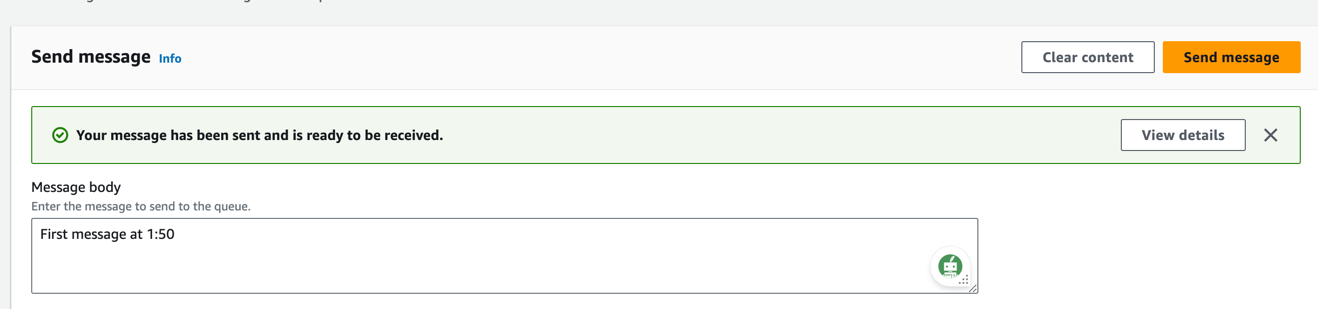 Send message Info
Clear content
Send message
Your message has been sent and is ready to be received.
View details
Message body
Enter the message to send to the queue.
First message at 1:50